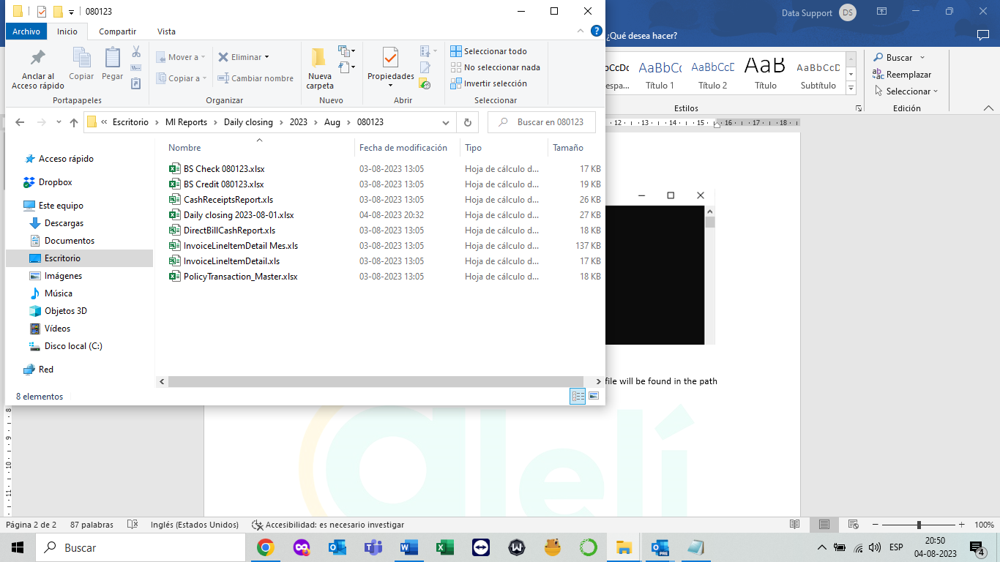 080123
Archivo Inicio Compartir Vista
Anclar al Acceso rápido
Copiar
Pegar
Portapapeles
Mover a
Copiar a
Eliminar
Cambiar nombre
Organizar
Nueva carpeta
Nuevo
Propiedades
Abrir
Seleccionar todo
No seleccionar nada
Invertir selección
Seleccionar
« Escritorio > MI Reports > Daily closing > 2023 > Aug > 080123
Buscar en 080123
Nombre Fecha de modificación Tipo Tamaño
BS Check 080123.xlsx 03-08-2023 13:05 Hoja de cálculo d... 17 KB
BS Credit 080123.xlsx 03-08-2023 13:05 Hoja de cálculo d... 19 KB
CashReceiptsReport.xls 03-08-2023 13:05 Hoja de cálculo d... 26 KB
Daily closing 2023-08-01.xlsx 04-08-2023 20:32 Hoja de cálculo d... 27 KB
DirectBillCashReport.xls 03-08-2023 13:05 Hoja de cálculo d... 18 KB
InvoiceLineItemDetail Mes.xls 03-08-2023 13:05 Hoja de cálculo d... 137 KB
InvoiceLineItemDetail.xls 03-08-2023 13:05 Hoja de cálculo d... 17 KB
PolicyTransaction_Master.xlsx 03-08-2023 13:05 Hoja de cálculo d... 18 KB
Acceso rápido
Dropbox
Este equipo
Descargas
Documentos
Escritorio
Imágenes
Música
Objetos 3D
Vídeos
Disco local (C:)
Red
8 elementos
Data Support DS
¿Qué desea hacer?
AaBbCc AaBbCcD AaB AaBbCcD
espa... Título 1 Título 2 Título Subtítulo
Estilos
Buscar
Reemplazar
Seleccionar
Edición
12 13 14 15 16 17 18
file will be found in the path
8
9
10
11
alelí
Página 2 de 2 87 palabras Inglés (Estados Unidos) Accesibilidad: es necesario investigar 100%
Buscar
PRE
ESP
20:50
04-08-2023
4